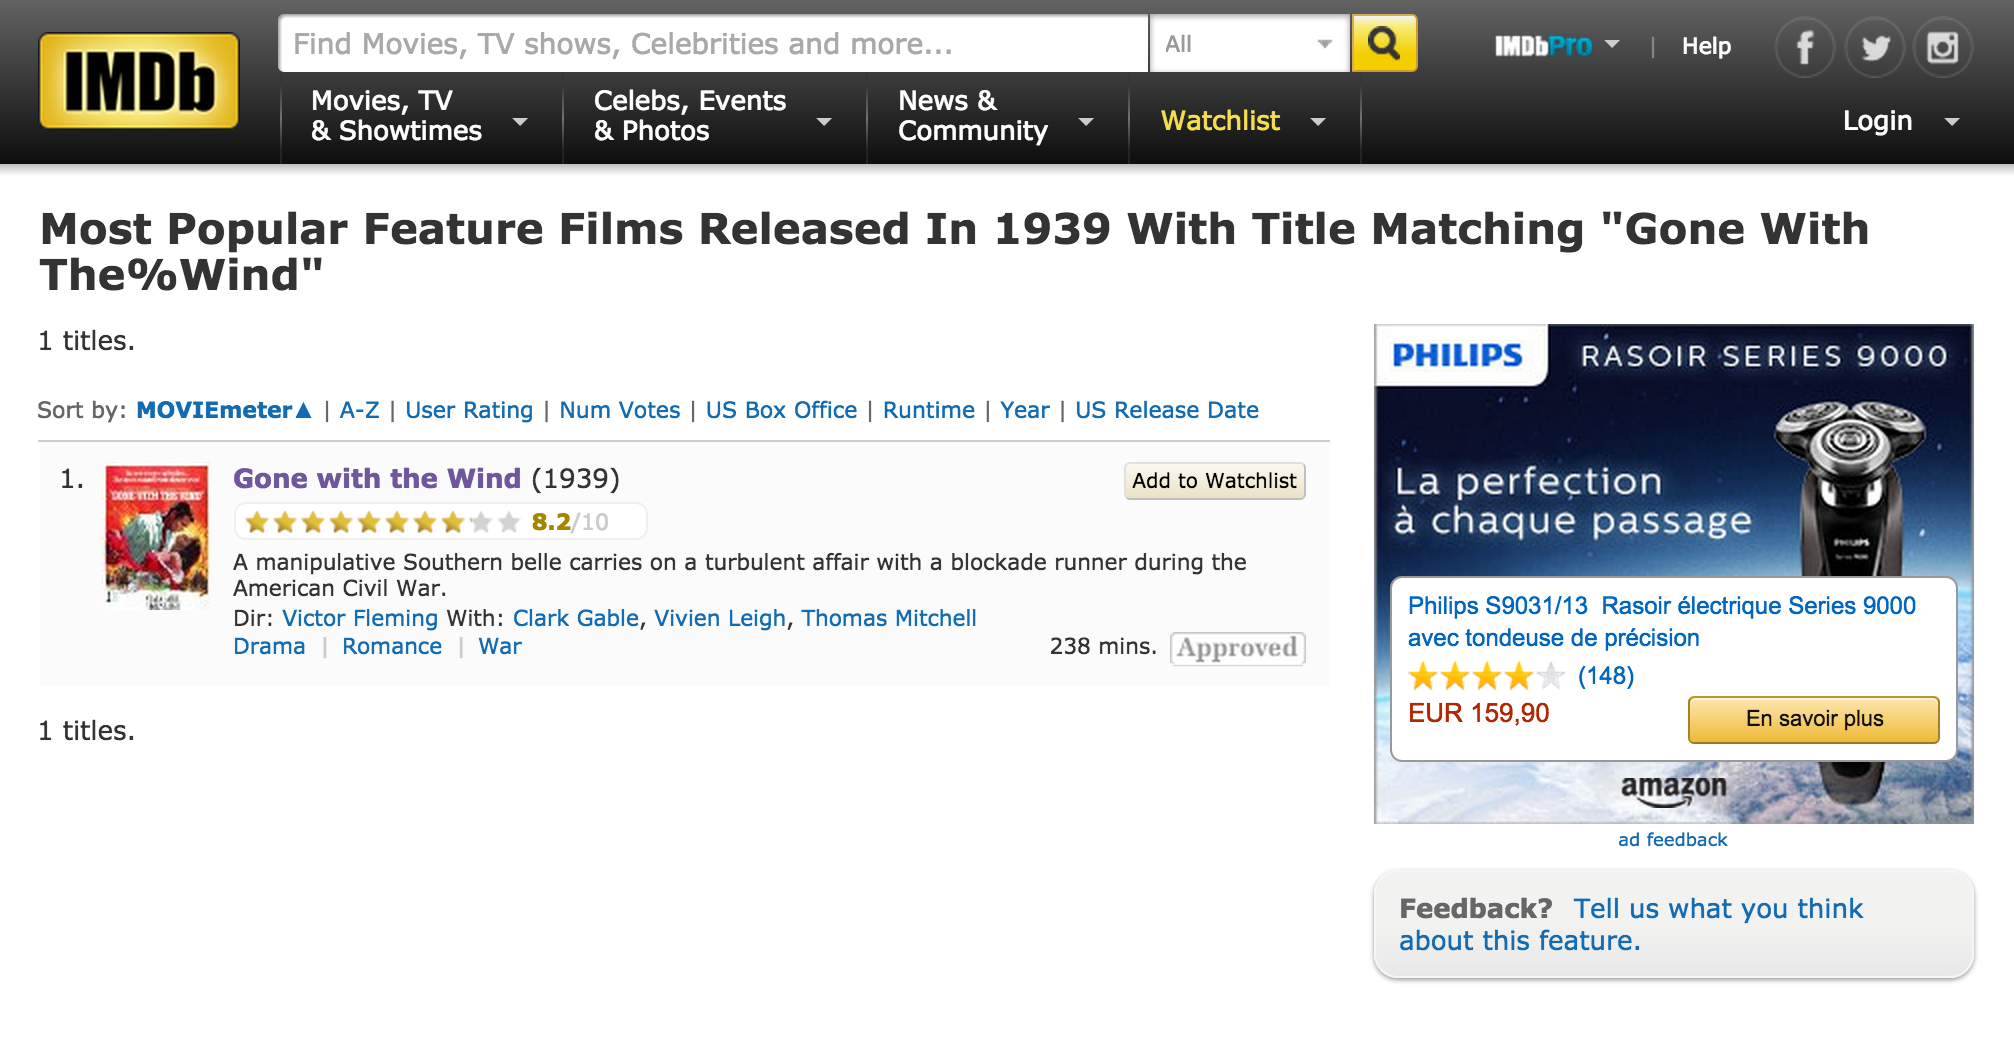 IMDb
Find Movies, TV shows, Celebrities and more...
All
IMDbPro
|
Help
Movies, TV
& Showtimes
Celebs, Events
& Photos
News &
Community
Watchlist
Login
Most Popular Feature Films Released In 1939 With Title Matching "Gone With
The%Wind"
1 titles.
Sort by: MOVIEmeter▲ | A-Z | User Rating | Num Votes | US Box Office | Runtime | Year | US Release Date
1.
GONE WITH THE WIND
Gone with the Wind (1939)
Add to Watchlist
8.2/10
A manipulative Southern belle carries on a turbulent affair with a blockade runner during the
American Civil War.
Dir: Victor Fleming With: Clark Gable, Vivien Leigh, Thomas Mitchell
Drama | Romance | War
238 mins.
Approved
1 titles.
PHILIPS
RASOIR SERIES 9000
La perfection
à chaque passage
PHILIPS
Philips S9031/13 Rasoir électrique Series 9000
avec tondeuse de précision
(148)
EUR 159,90
En savoir plus
amazon
ad feedback
Feedback? Tell us what you think
about this feature.